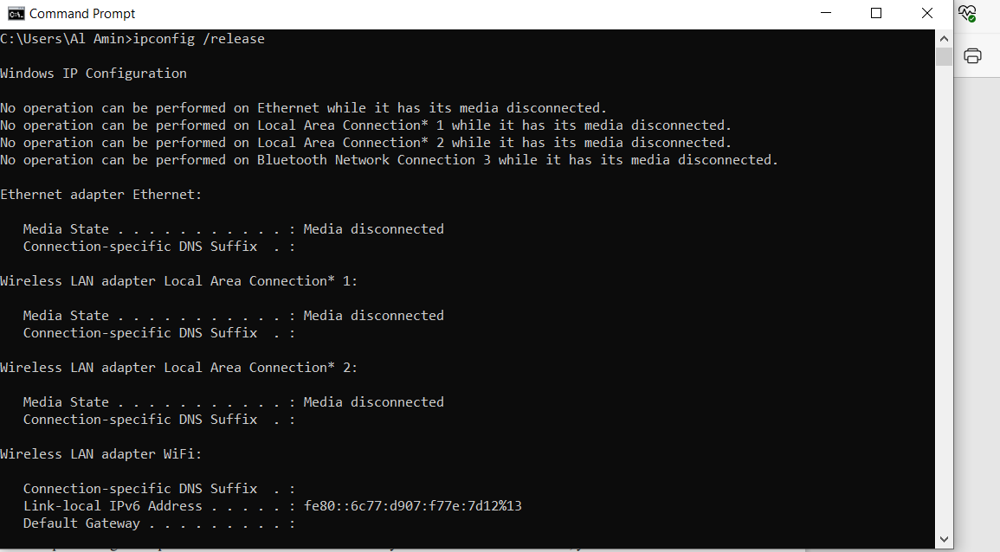 Command Prompt
C:\Users\Al Amin>ipconfig /release
Windows IP Configuration
No operation can be performed on Ethernet while it has its media disconnected.
No operation can be performed on Local Area Connection* 1 while it has its media disconnected.
No operation can be performed on Local Area Connection* 2 while it has its media disconnected.
No operation can be performed on Bluetooth Network Connection 3 while it has its media disconnected.
Ethernet adapter Ethernet:
Media State . . . . . . . . . . . : Media disconnected
Connection-specific DNS Suffix  . :
Wireless LAN adapter Local Area Connection* 1:
Media State . . . . . . . . . . . : Media disconnected
Connection-specific DNS Suffix  . :
Wireless LAN adapter Local Area Connection* 2:
Media State . . . . . . . . . . . : Media disconnected
Connection-specific DNS Suffix  . :
Wireless LAN adapter WiFi:
Connection-specific DNS Suffix  . :
Link-local IPv6 Address . . . . . : fe80::6c77:d907:f77e:7d12%13
Default Gateway . . . . . . . . . :